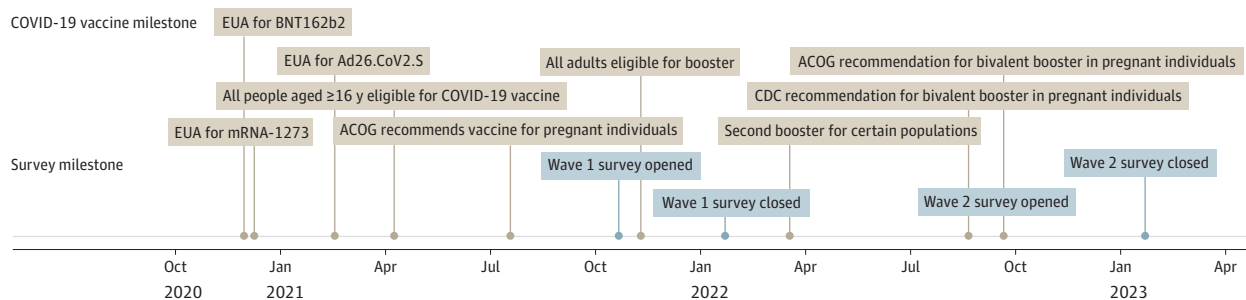 COVID-19 vaccine milestone
EUA for BNT162b2
EUA for Ad26.CoV2.S
All adults eligible for booster
ACOG recommendation for bivalent booster in pregnant individuals
All people aged ≥16 y eligible for COVID-19 vaccine
CDC recommendation for bivalent booster in pregnant individuals
EUA for mRNA-1273
ACOG recommends vaccine for pregnant individuals
Second booster for certain populations
Survey milestone
Wave 1 survey opened
Wave 2 survey closed
Wave 1 survey closed
Wave 2 survey opened
Oct Jan Apr Jul Oct Jan Apr Jul Oct Jan Apr
2020 2021 2022 2023